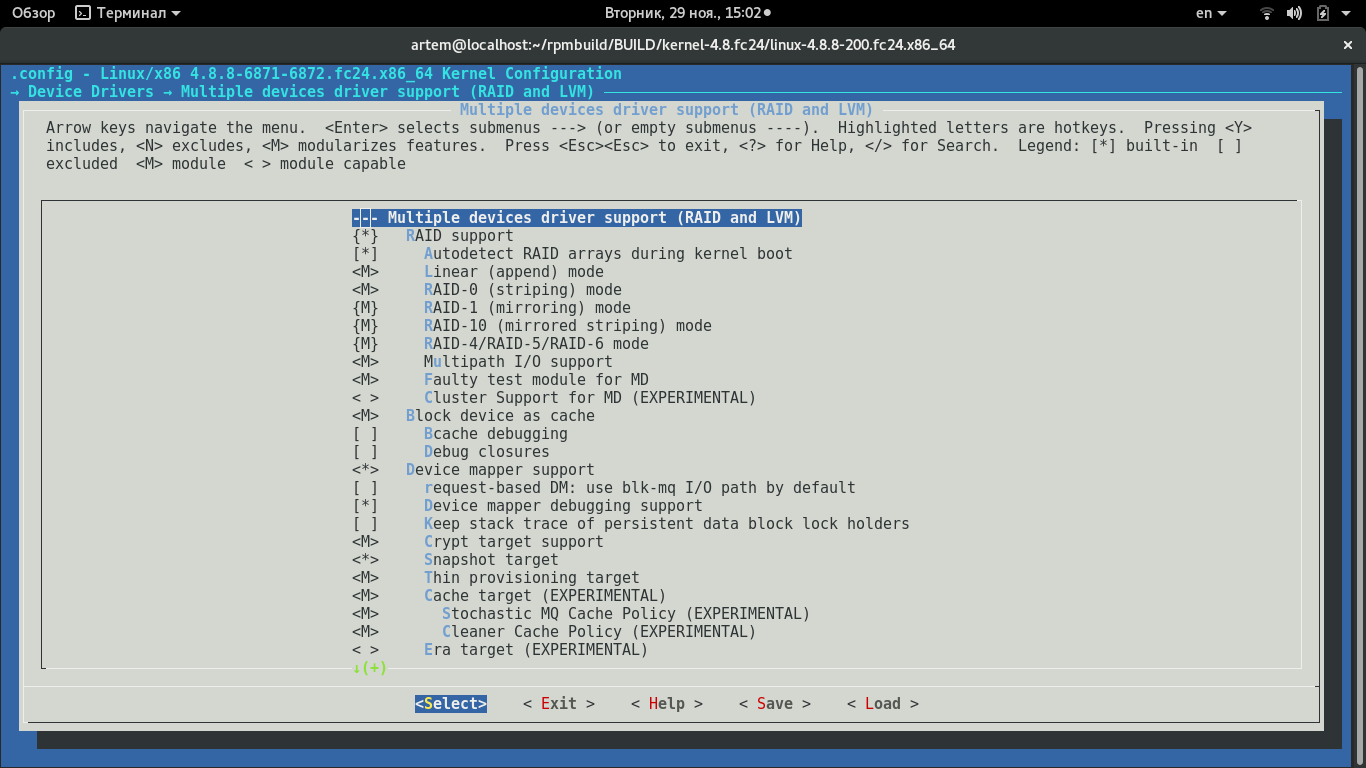 Обзор Терминал Вторник, 29 ноя., 15:02 en
artem@localhost:~/rpmbuild/BUILD/kernel-4.8.fc24/linux-4.8.8-200.fc24.x86_64
.config - Linux/x86 4.8.8-6871-6872.fc24.x86_64 Kernel Configuration
→ Device Drivers → Multiple devices driver support (RAID and LVM)
Multiple devices driver support (RAID and LVM)
Arrow keys navigate the menu.  <Enter> selects submenus ---> (or empty submenus ----).  Highlighted letters are hotkeys.  Pressing <Y>
includes, <N> excludes, <M> modularizes features.  Press <Esc><Esc> to exit, <?> for Help, </> for Search.  Legend: [*] built-in  [ ]
excluded  <M> module  < > module capable
--- Multiple devices driver support (RAID and LVM)
{*}   RAID support
[*]     Autodetect RAID arrays during kernel boot
<M>     Linear (append) mode
<M>     RAID-0 (striping) mode
{M}     RAID-1 (mirroring) mode
{M}     RAID-10 (mirrored striping) mode
{M}     RAID-4/RAID-5/RAID-6 mode
<M>     Multipath I/O support
<M>     Faulty test module for MD
< >     Cluster Support for MD (EXPERIMENTAL)
<M>   Block device as cache
[ ]     Bcache debugging
[ ]     Debug closures
<*>   Device mapper support
[ ]     request-based DM: use blk-mq I/O path by default
[*]     Device mapper debugging support
[ ]     Keep stack trace of persistent data block lock holders
<M>     Crypt target support
<*>     Snapshot target
<M>     Thin provisioning target
<M>     Cache target (EXPERIMENTAL)
<M>       Stochastic MQ Cache Policy (EXPERIMENTAL)
<M>       Cleaner Cache Policy (EXPERIMENTAL)
< >     Era target (EXPERIMENTAL)
↓(+)
<Select>    < Exit >    < Help >    < Save >    < Load >